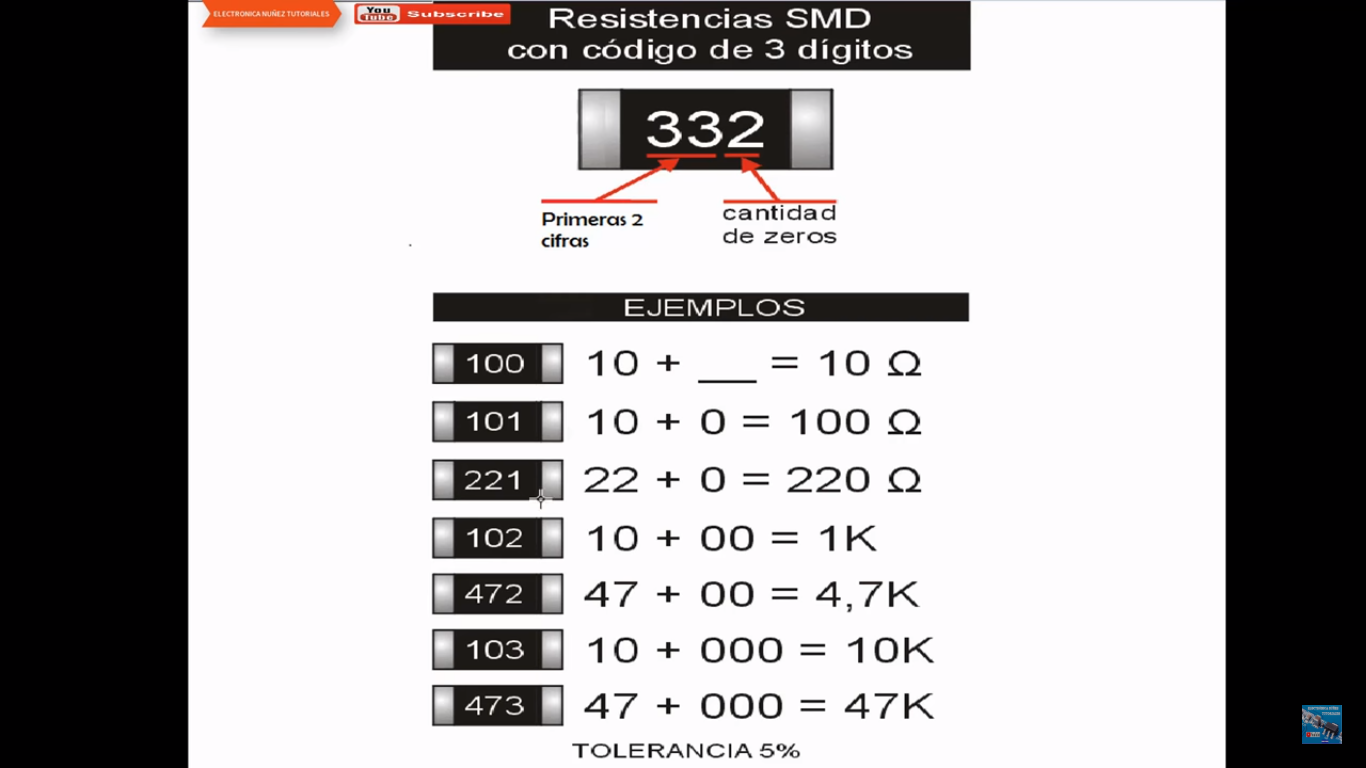 ELECTRONICA NUÑEZ TUTORIALES
You Tube Subscribe
Resistencias SMD
con código de 3 dígitos
332
Primeras 2
cifras
cantidad
de zeros
EJEMPLOS
100 10 + __ = 10 Ω
101 10 + 0 = 100 Ω
221 22 + 0 = 220 Ω
102 10 + 00 = 1K
472 47 + 00 = 4,7K
103 10 + 000 = 10K
473 47 + 000 = 47K
TOLERANCIA 5%